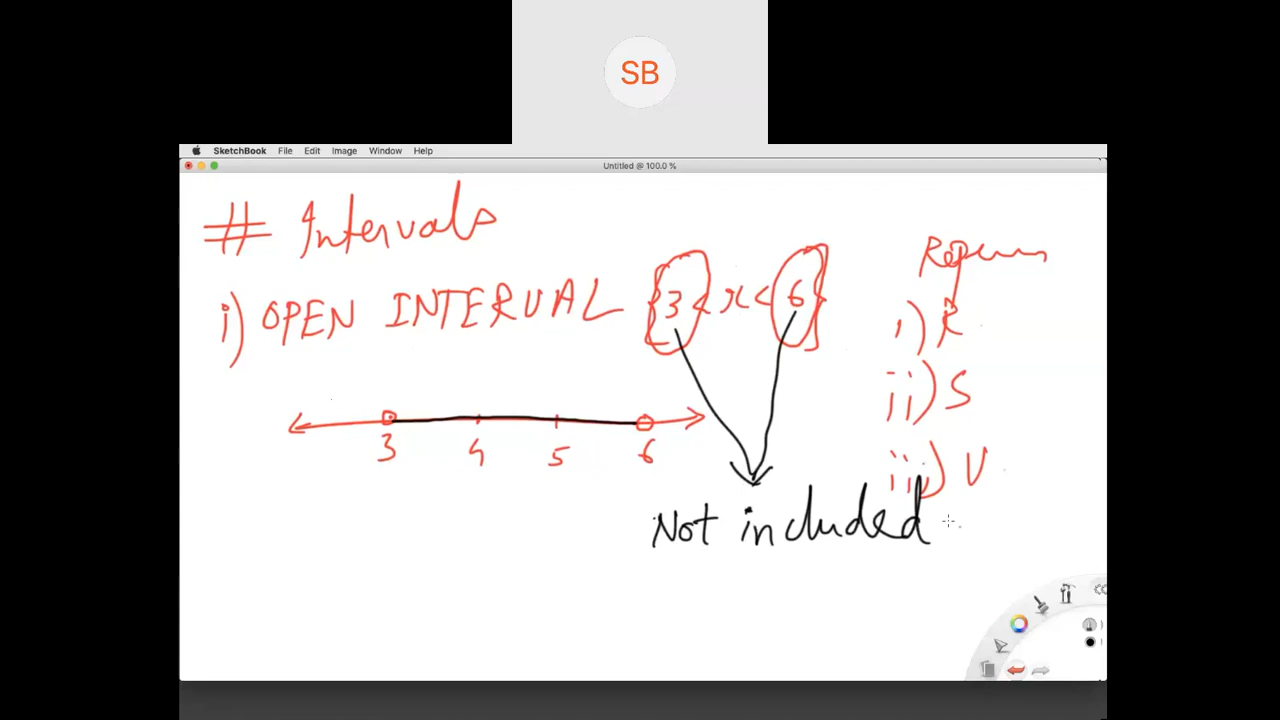 SB
SketchBook File Edit Image Window Help
Untitled @ 100.0 %
# Intervals
i) OPEN INTERVAL {3 < x < 6}
i) R
ii) S
3 4 5 6
iii) U
Not included